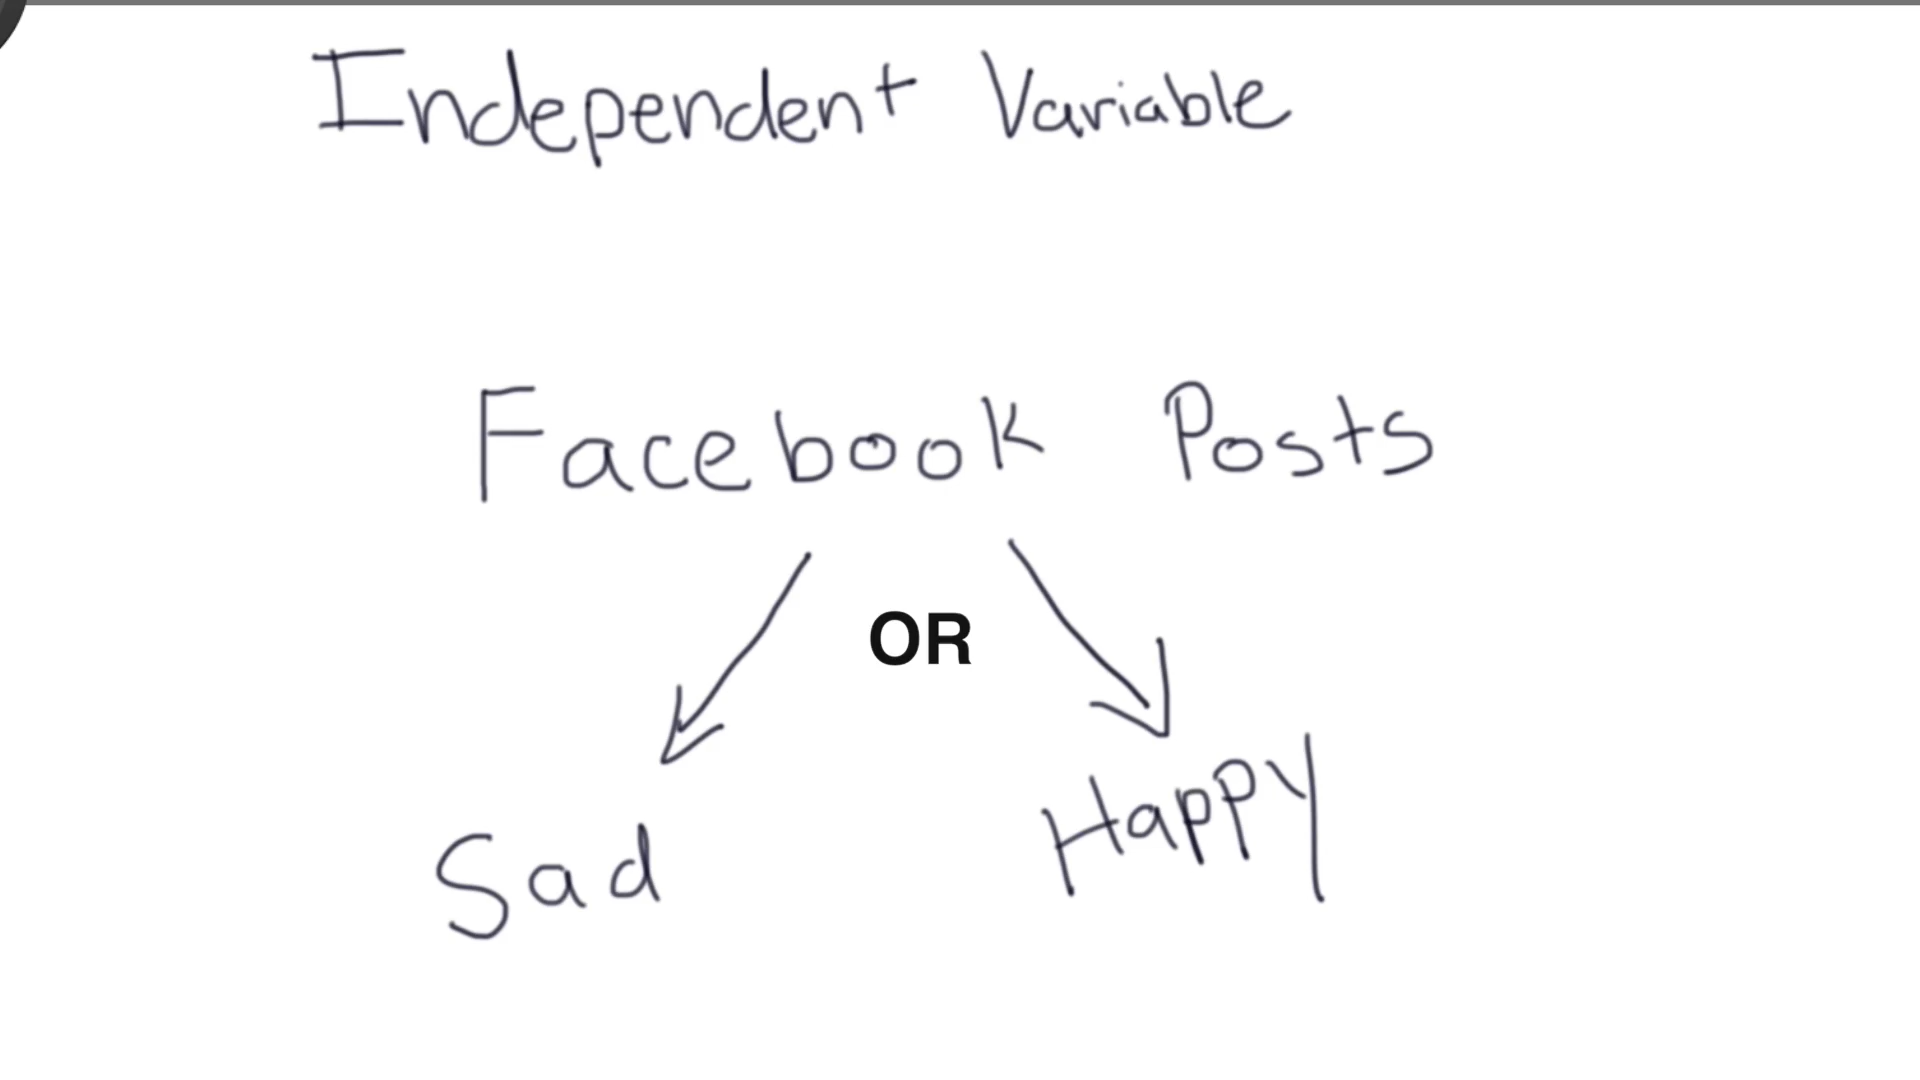 Independent Variable
Facebook Posts
OR
Sad
Happy